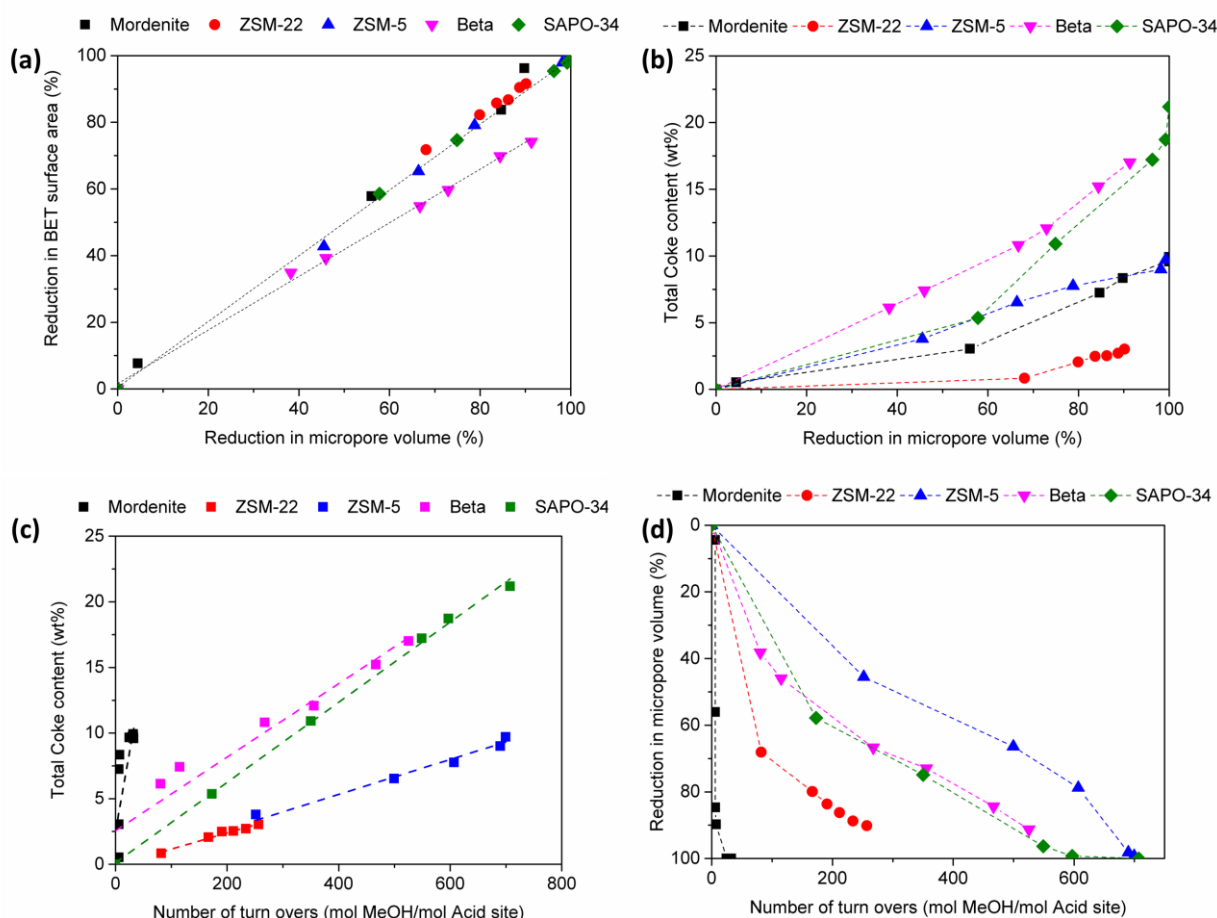 Mordenite ZSM-22 ZSM-5 Beta SAPO-34
(a)
Reduction in BET surface area (%)
100
80
60
40
20
0
0 20 40 60 80 100
Reduction in micropore volume (%)
Mordenite ZSM-22 ZSM-5 Beta SAPO-34
(b)
Total Coke content (wt%)
25
20
15
10
5
0
0 20 40 60 80 100
Reduction in micropore volume (%)
Mordenite ZSM-22 ZSM-5 Beta SAPO-34
(c)
Total Coke content (wt%)
25
20
15
10
5
0
0 200 400 600 800
Number of turn overs (mol MeOH/mol Acid site)
Mordenite ZSM-22 ZSM-5 Beta SAPO-34
(d)
Reduction in micropore volume (%)
0
20
40
60
80
100
0 200 400 600
Number of turn overs (mol MeOH/mol Acid site)